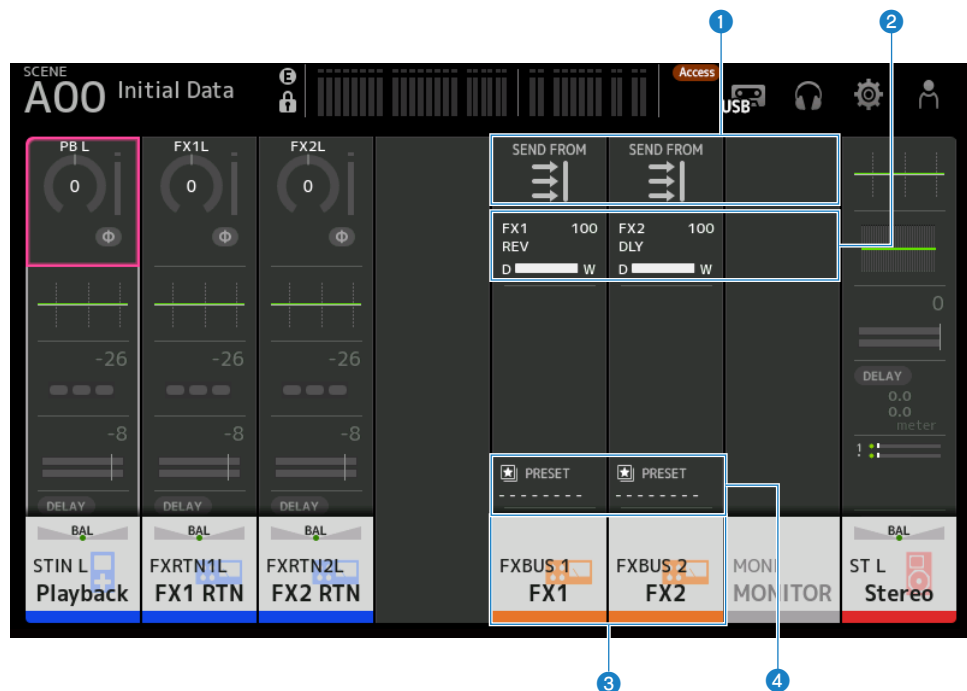 1 2
SCENE
A00 Initial Data
E
Access
USB
PB L FX1L FX2L SEND FROM SEND FROM
0 0 0
Φ Φ Φ
FX1 100 FX2 100
REV DLY
D W D W
0
-26 -26 -26
DELAY
0.0
0.0
meter
-8 -8 -8
!
PRESET PRESET
-------- --------
DELAY DELAY DELAY
BAL BAL BAL BAL
STIN L FXRTN1L FXRTN2L FXBUS 1 FXBUS 2 MONI ST L
Playback FX1 RTN FX2 RTN FX1 FX2 MONITOR Stereo
3 4